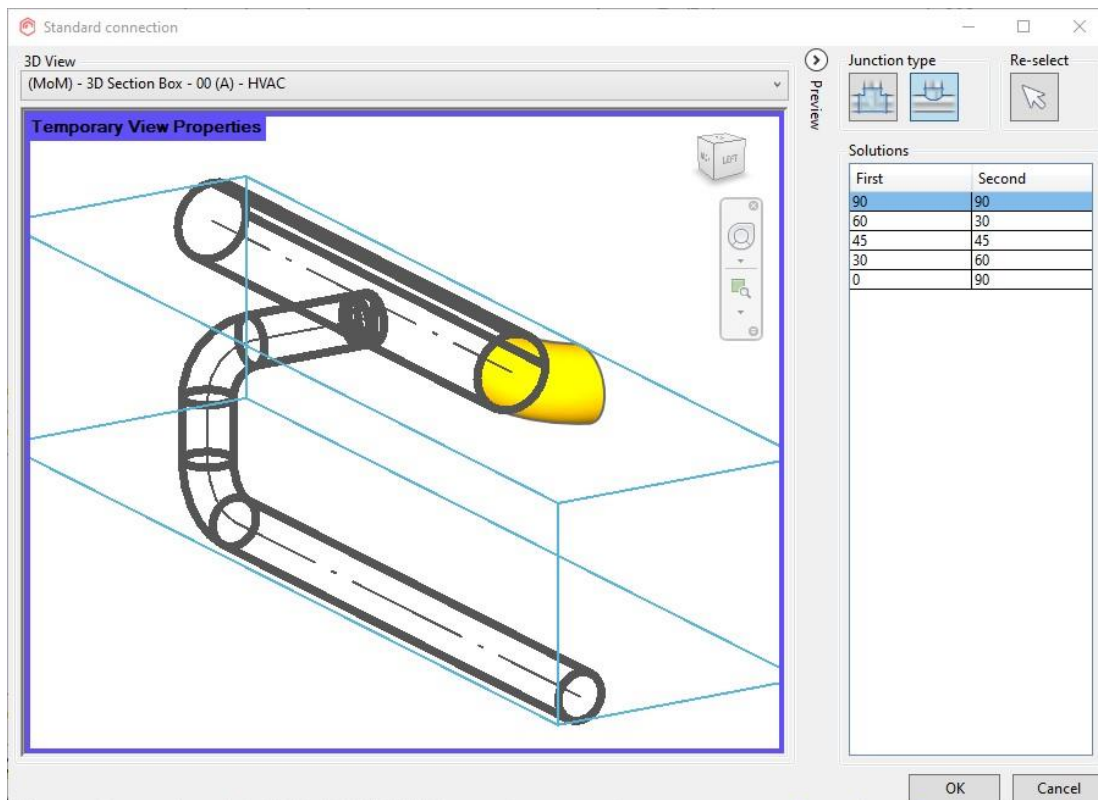 Standard connection
3D View
(MoM) - 3D Section Box - 00 (A) - HVAC
Temporary View Properties
LEFT
Preview
Junction type
Re-select
Solutions
First Second
90 90
60 30
45 45
30 60
0 90
OK Cancel